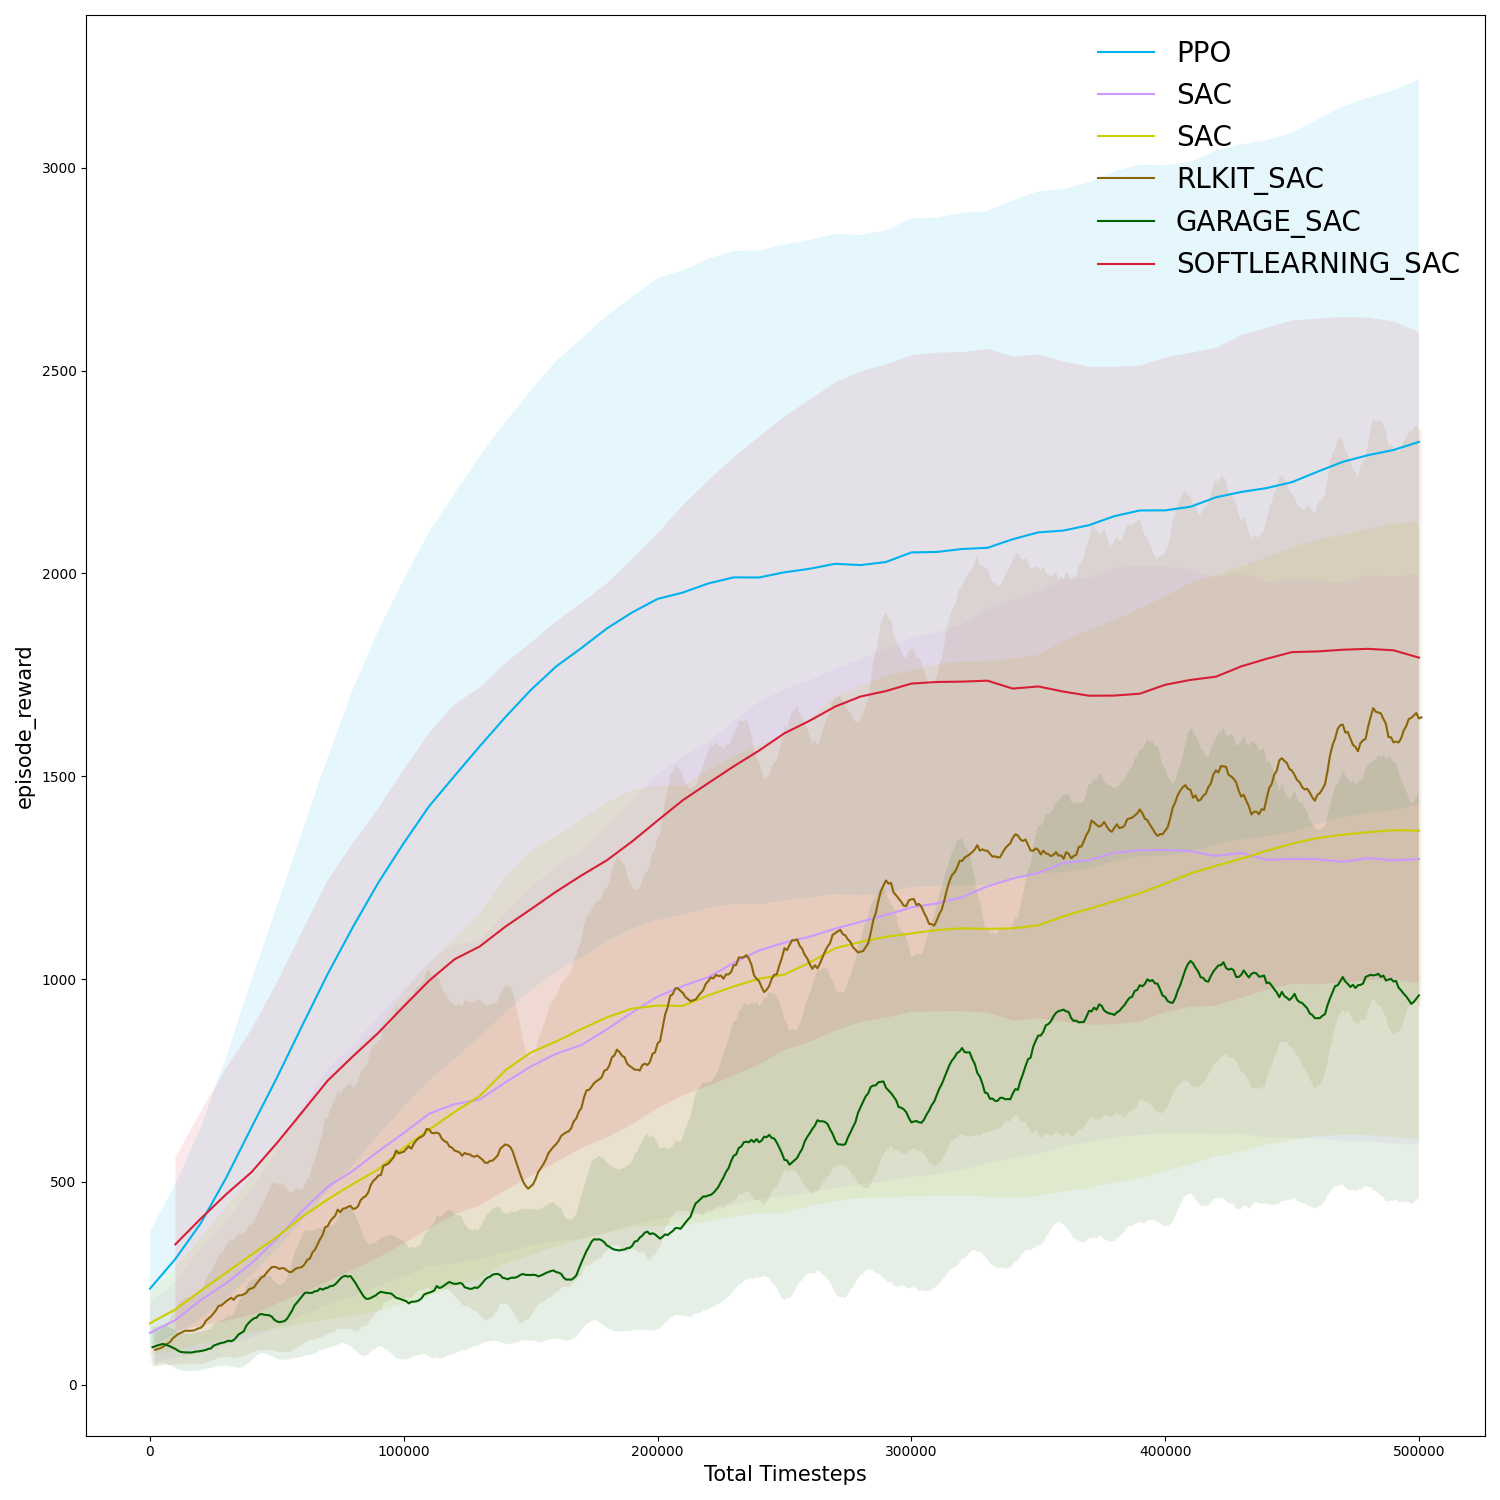 PPO
SAC
SAC
RLKIT_SAC
GARAGE_SAC
SOFTLEARNING_SAC
3000
2500
2000
1500
1000
500
0
episode_reward
0 100000 200000 300000 400000 500000
Total Timesteps